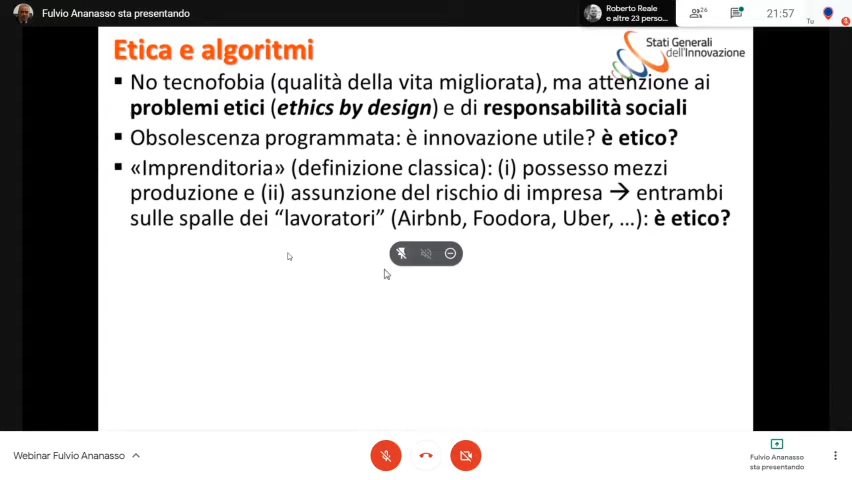 Fulvio Ananasso sta presentando
Roberto Reale
e altre 23 perso...
26
21:57
Tu
Etica e algoritmi
Stati Generali
dell'Innovazione
▪ No tecnofobia (qualità della vita migliorata), ma attenzione ai
problemi etici (ethics by design) e di responsabilità sociali
▪ Obsolescenza programmata: è innovazione utile? è etico?
▪ «Imprenditoria» (definizione classica): (i) possesso mezzi
produzione e (ii) assunzione del rischio di impresa → entrambi
sulle spalle dei “lavoratori” (Airbnb, Foodora, Uber, …): è etico?
Webinar Fulvio Ananasso
Fulvio Ananasso
sta presentando